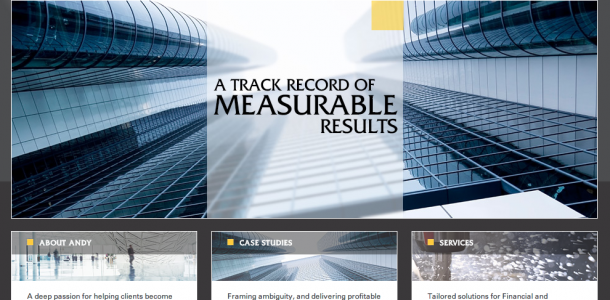 A TRACK RECORD OF
MEASURABLE
RESULTS
ABOUT ANDY
CASE STUDIES
SERVICES
A deep passion for helping clients become
Framing ambiguity, and delivering profitable
Tailored solutions for Financial and